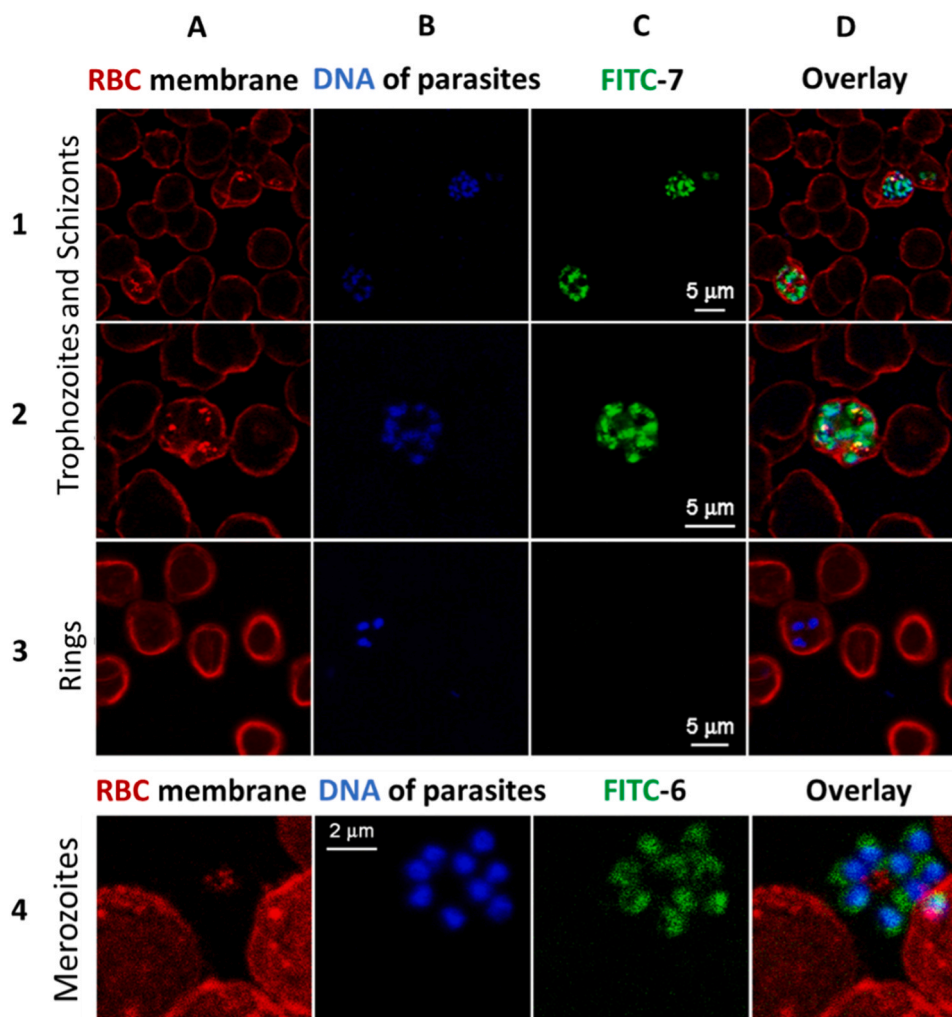 A B C D
RBC membrane DNA of parasites FITC-7 Overlay
1
Trophozoites and Schizonts
5 μm
2
5 μm
3
Rings
5 μm
RBC membrane DNA of parasites FITC-6 Overlay
2 μm
4
Merozoites